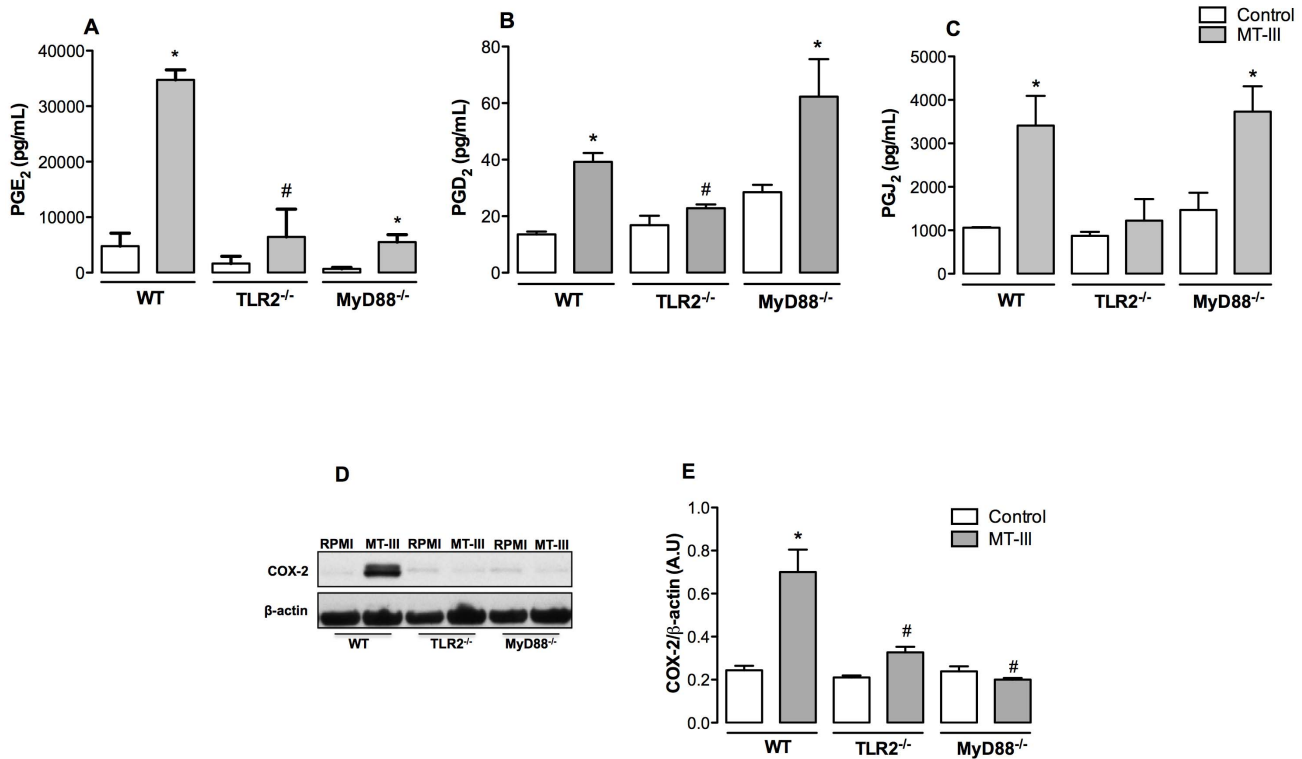 A
PGE2 (pg/mL)
40000
30000
20000
10000
0
*
#
*
WT
TLR2-/-
MyD88-/-
B
PGD2 (pg/mL)
80
60
40
20
0
*
#
*
WT
TLR2-/-
MyD88-/-
C
Control
MT-III
PGJ2 (pg/mL)
5000
4000
3000
2000
1000
0
*
*
WT
TLR2-/-
MyD88-/-
D
RPMI MT-III RPMI MT-III RPMI MT-III
COX-2
β-actin
WT TLR2-/- MyD88-/-
E
Control
MT-III
COX-2/β-actin (A.U)
1.0
0.8
0.6
0.4
0.2
0.0
*
#
#
WT
TLR2-/-
MyD88-/-